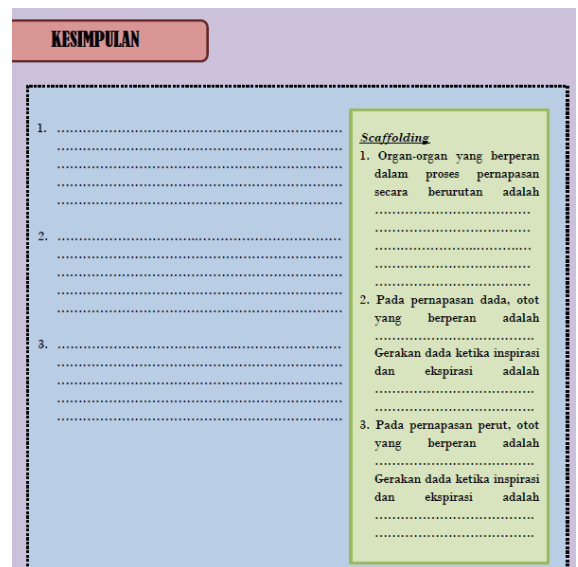 KESIMPULAN
1. ....................................................................
....................................................................
....................................................................
....................................................................
....................................................................
2. ....................................................................
....................................................................
....................................................................
....................................................................
....................................................................
3. ....................................................................
....................................................................
....................................................................
....................................................................
....................................................................
Scaffolding
1. Organ-organ yang berperan
dalam proses pernapasan
secara berurutan adalah
.....................................
.....................................
.....................................
.....................................
.....................................
2. Pada pernapasan dada, otot
yang berperan adalah
.....................................
Gerakan dada ketika inspirasi
dan ekspirasi adalah
.....................................
.....................................
3. Pada pernapasan perut, otot
yang berperan adalah
.....................................
Gerakan dada ketika inspirasi
dan ekspirasi adalah
.....................................
.....................................